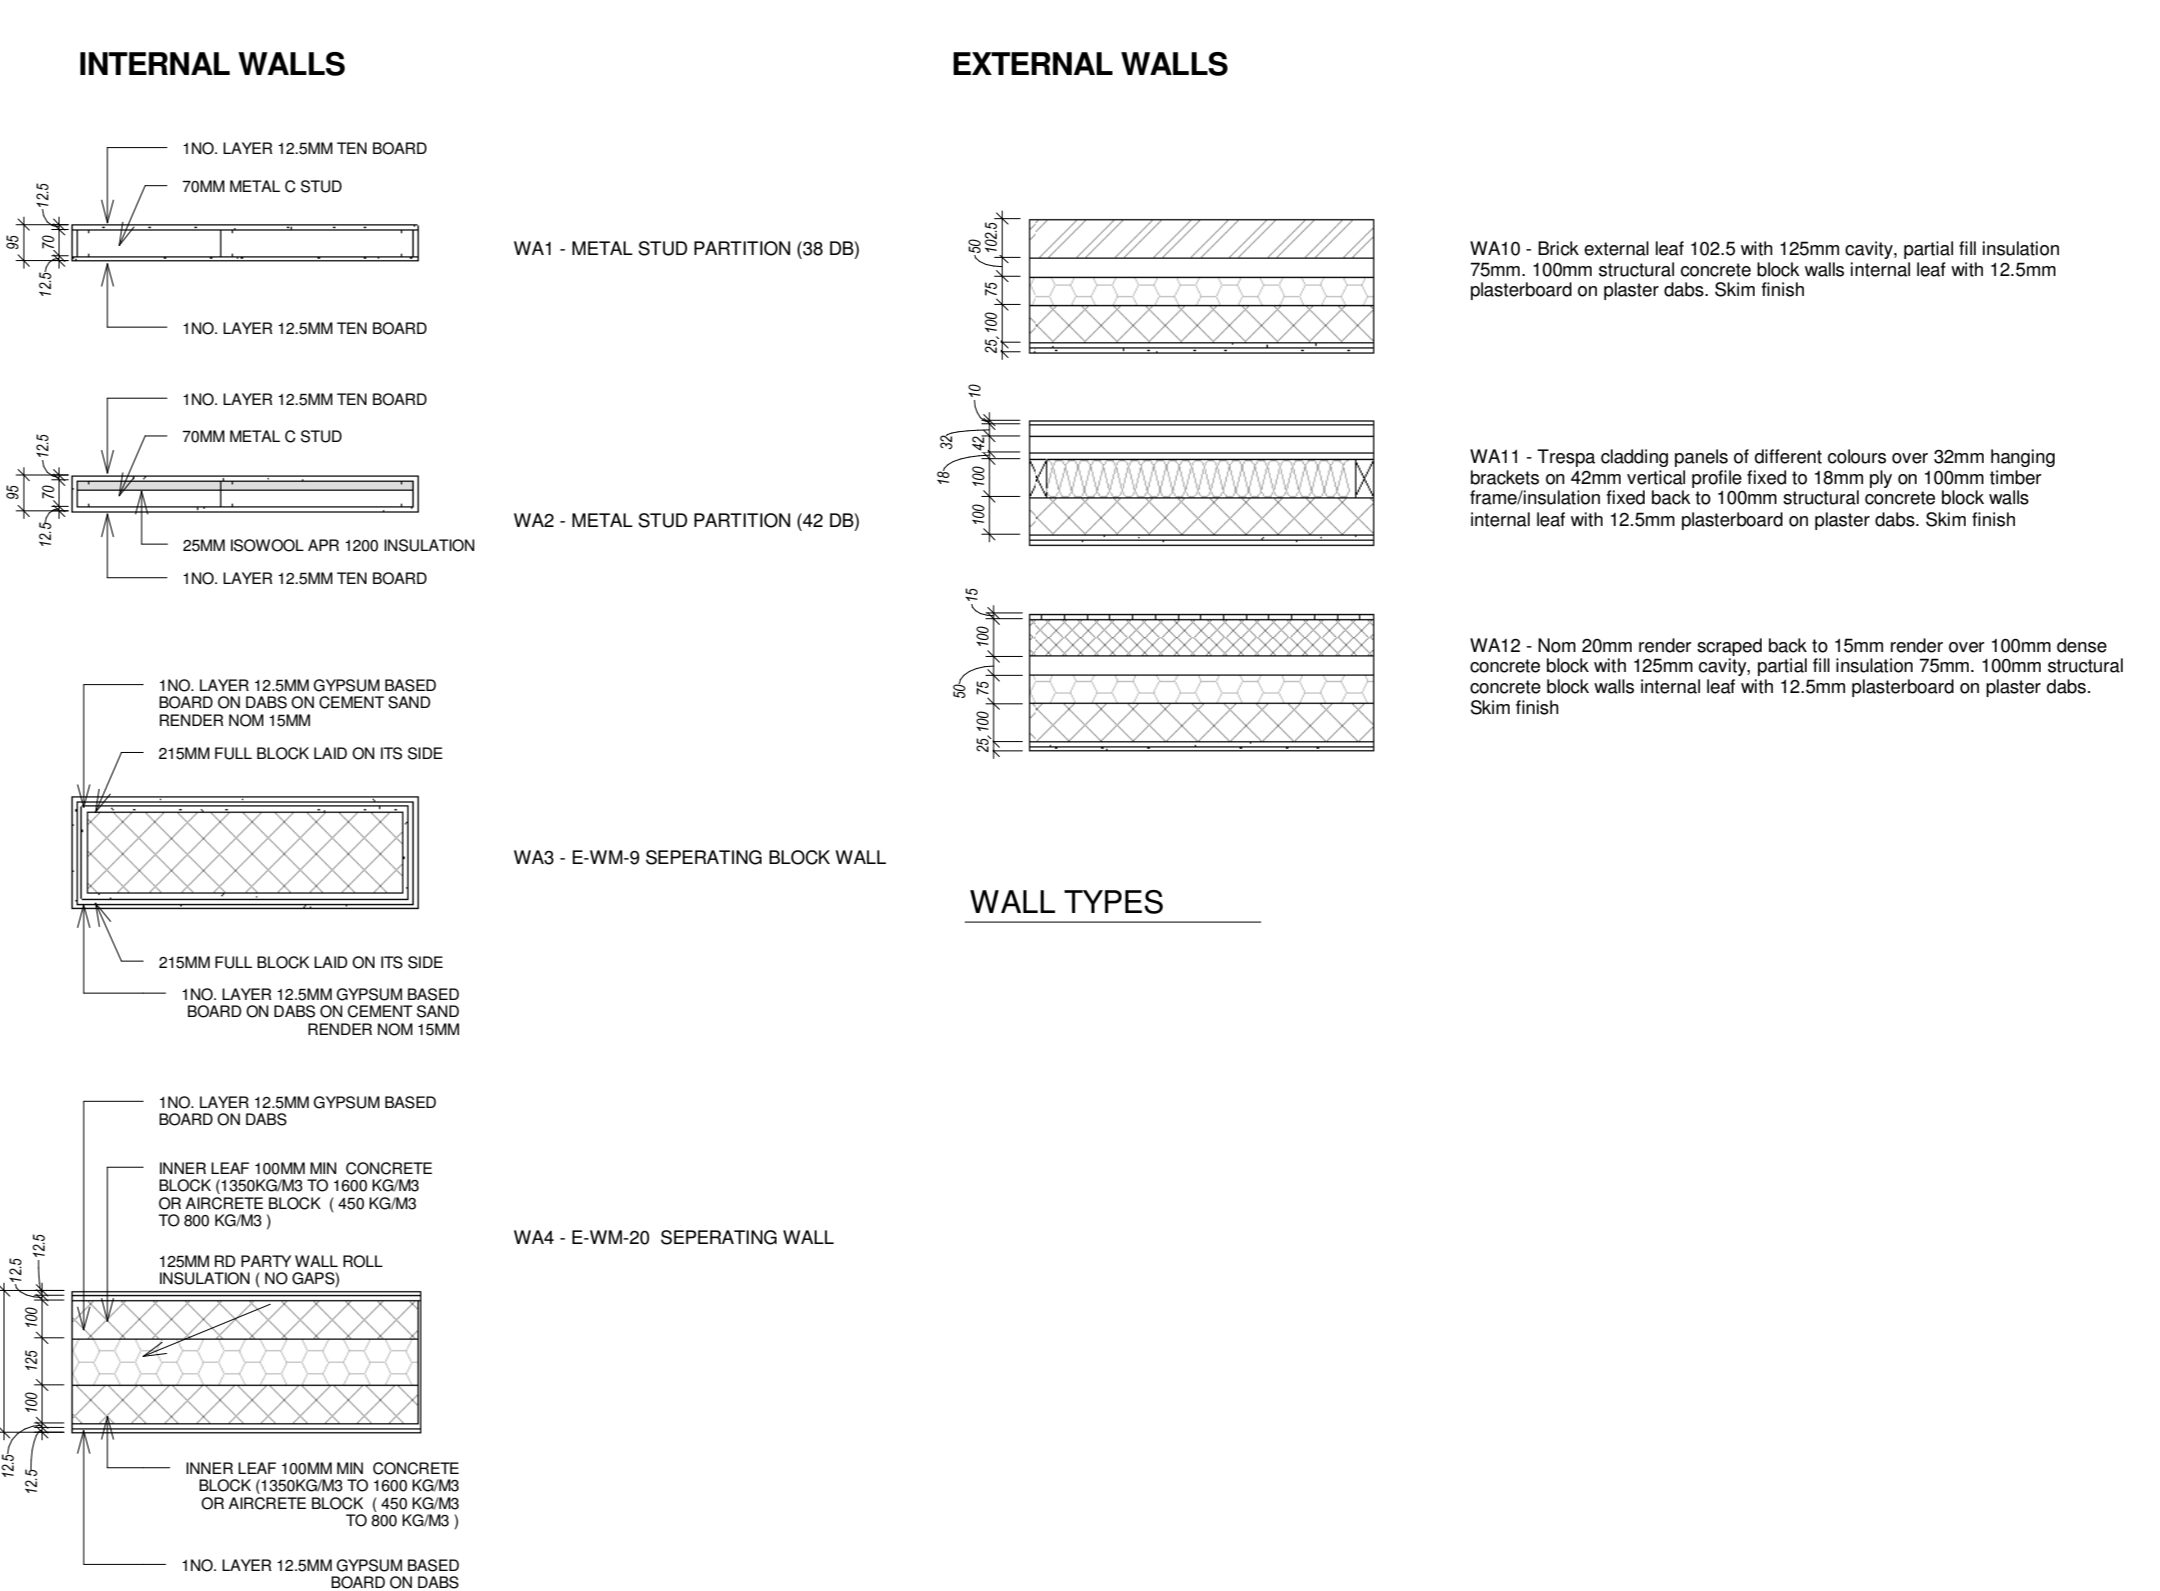 INTERNAL WALLS
1NO. LAYER 12.5MM TEN BOARD
70MM METAL C STUD
12.5
95
70
12.5
1NO. LAYER 12.5MM TEN BOARD
WA1 - METAL STUD PARTITION (38 DB)
1NO. LAYER 12.5MM TEN BOARD
70MM METAL C STUD
12.5
95
70
12.5
25MM ISOWOOL APR 1200 INSULATION
1NO. LAYER 12.5MM TEN BOARD
WA2 - METAL STUD PARTITION (42 DB)
1NO. LAYER 12.5MM GYPSUM BASED
BOARD ON DABS ON CEMENT SAND
RENDER NOM 15MM
215MM FULL BLOCK LAID ON ITS SIDE
WA3 - E-WM-9 SEPERATING BLOCK WALL
215MM FULL BLOCK LAID ON ITS SIDE
1NO. LAYER 12.5MM GYPSUM BASED
BOARD ON DABS ON CEMENT SAND
RENDER NOM 15MM
1NO. LAYER 12.5MM GYPSUM BASED
BOARD ON DABS
INNER LEAF 100MM MIN CONCRETE
BLOCK (1350KG/M3 TO 1600 KG/M3
OR AIRCRETE BLOCK ( 450 KG/M3
TO 800 KG/M3 )
125MM RD PARTY WALL ROLL
INSULATION ( NO GAPS)
WA4 - E-WM-20 SEPERATING WALL
12.5
12.5
100
125
100
12.5
12.5
INNER LEAF 100MM MIN CONCRETE
BLOCK (1350KG/M3 TO 1600 KG/M3
OR AIRCRETE BLOCK ( 450 KG/M3
TO 800 KG/M3 )
1NO. LAYER 12.5MM GYPSUM BASED
BOARD ON DABS
EXTERNAL WALLS
50
102.5
75
25, 100
WA10 - Brick external leaf 102.5 with 125mm cavity, partial fill insulation
75mm. 100mm structural concrete block walls internal leaf with 12.5mm
plasterboard on plaster dabs. Skim finish
10
32
42
18
100
100
WA11 - Trespa cladding panels of different colours over 32mm hanging
brackets on 42mm vertical profile fixed to 18mm ply on 100mm timber
frame/insulation fixed back to 100mm structural concrete block walls
internal leaf with 12.5mm plasterboard on plaster dabs. Skim finish
15
100
50
75
25, 100
WA12 - Nom 20mm render scraped back to 15mm render over 100mm dense
concrete block with 125mm cavity, partial fill insulation 75mm. 100mm structural
concrete block walls internal leaf with 12.5mm plasterboard on plaster dabs.
Skim finish
WALL TYPES